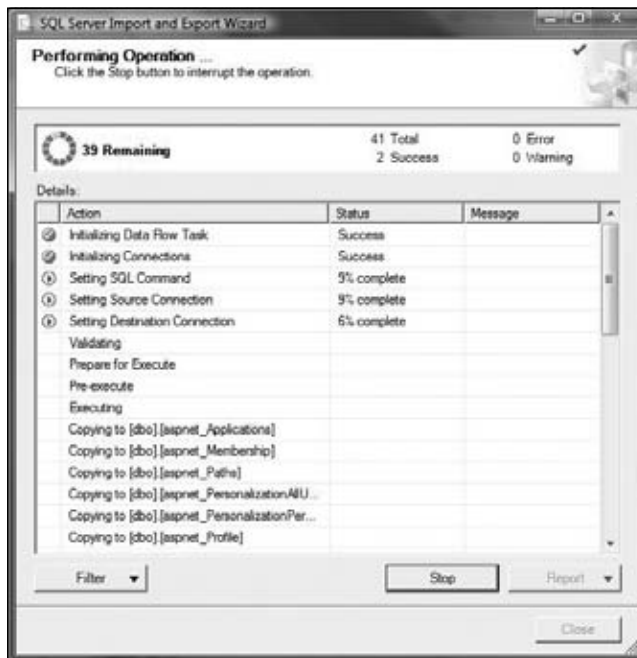 SQL Server Import and Export Wizard
Performing Operation ...
Click the Stop button to interrupt the operation.
39 Remaining
41 Total
0 Error
2 Success
0 Warning
Details:
Action Status Message
Initializing Data Flow Task Success
Initializing Connections Success
Setting SQL Command 9% complete
Setting Source Connection 9% complete
Setting Destination Connection 6% complete
Validating
Prepare for Execute
Pre-execute
Executing
Copying to [dbo].[aspnet_Applications]
Copying to [dbo].[aspnet_Membership]
Copying to [dbo].[aspnet_Paths]
Copying to [dbo].[aspnet_PersonalizationAllU...
Copying to [dbo].[aspnet_PersonalizationPer...
Copying to [dbo].[aspnet_Profile]
Filter
Stop
Report
Close